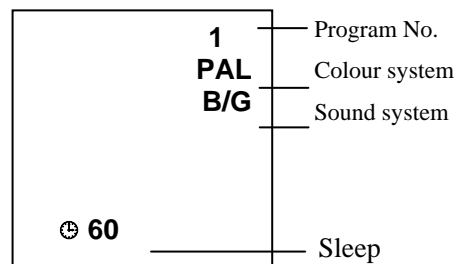 1 Program No.
PAL Colour system
B/G Sound system
60 Sleep